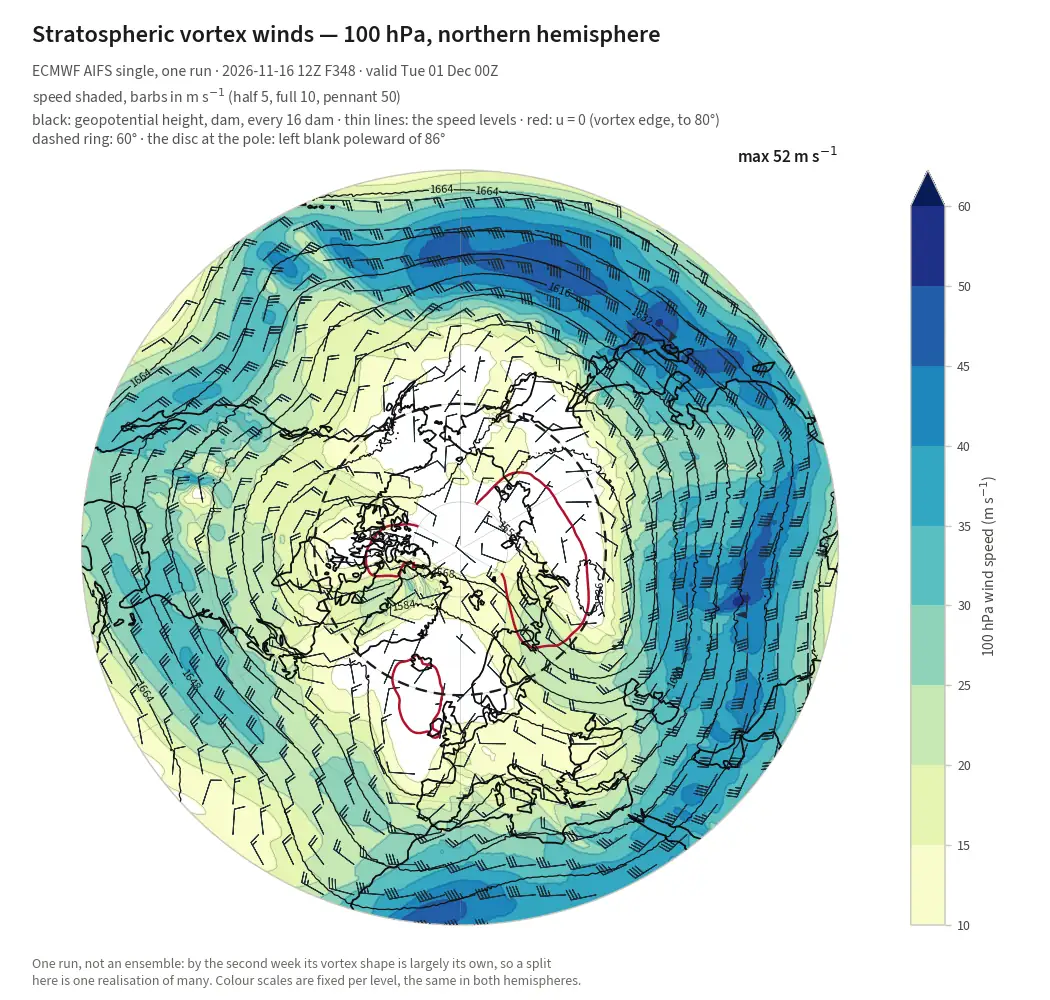 Stratospheric vortex winds — 100 hPa, northern hemisphere
ECMWF AIFS single, one run · 2026-11-16 12Z F348 · valid Tue 01 Dec 00Z
speed shaded, barbs in m s⁻¹ (half 5, full 10, pennant 50)
black: geopotential height, dam, every 16 dam · thin lines: the speed levels · red: u = 0 (vortex edge, to 80°)
dashed ring: 60° · the disc at the pole: left blank poleward of 86°
max 52 m s⁻¹
1664
1664
1616
1632
1664
1568
1584
1648
1664
60
50
45
40
35
30
25
20
15
10
100 hPa wind speed (m s⁻¹)
One run, not an ensemble: by the second week its vortex shape is largely its own, so a split
here is one realisation of many. Colour scales are fixed per level, the same in both hemispheres.